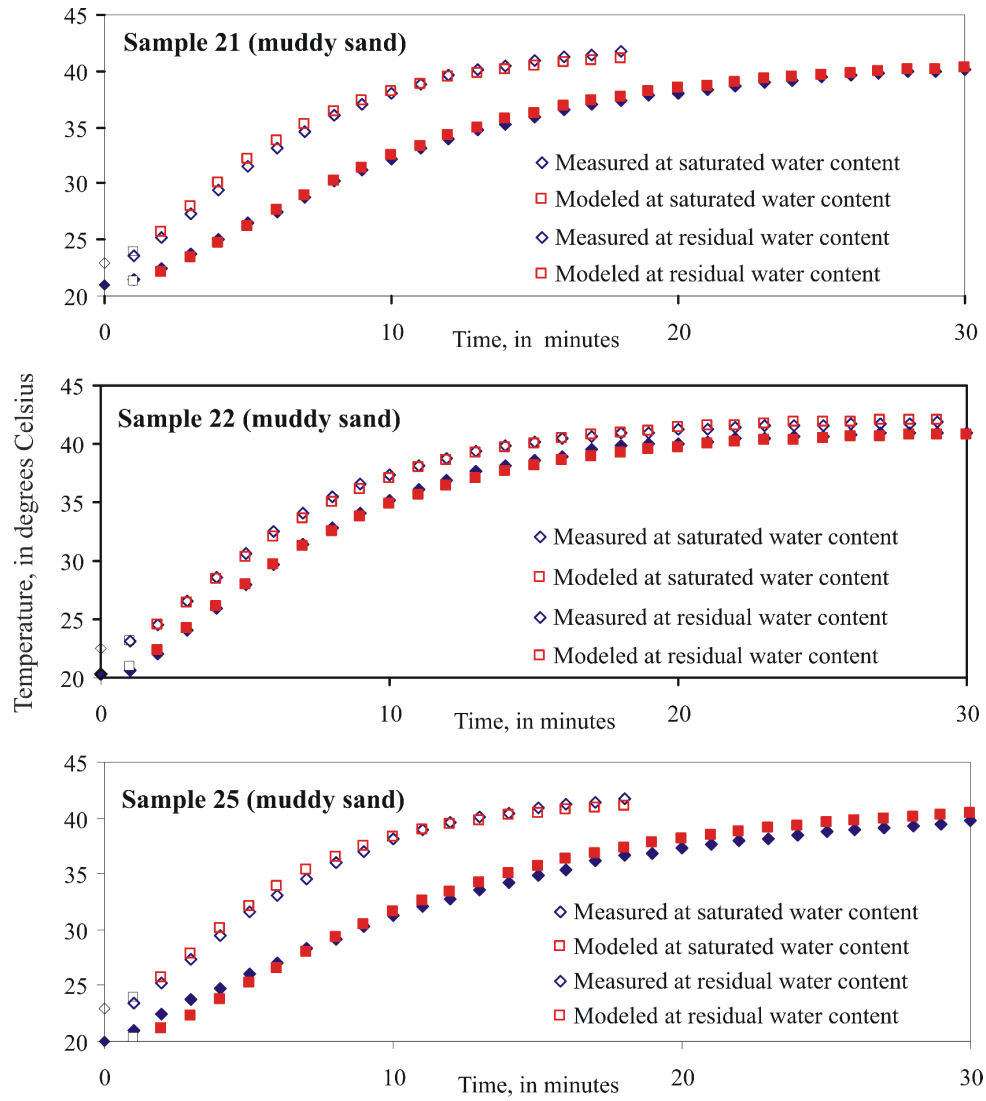 45
Sample 21 (muddy sand)
40
35
30
25
20
Measured at saturated water content
Modeled at saturated water content
Measured at residual water content
Modeled at residual water content
0
10
20
30
Time, in minutes
Temperature, in degrees Celsius
45
Sample 22 (muddy sand)
40
35
30
25
20
Measured at saturated water content
Modeled at saturated water content
Measured at residual water content
Modeled at residual water content
0
10
20
30
Time, in minutes
45
Sample 25 (muddy sand)
40
35
30
25
20
Measured at saturated water content
Modeled at saturated water content
Measured at residual water content
Modeled at residual water content
0
10
20
30
Time, in minutes